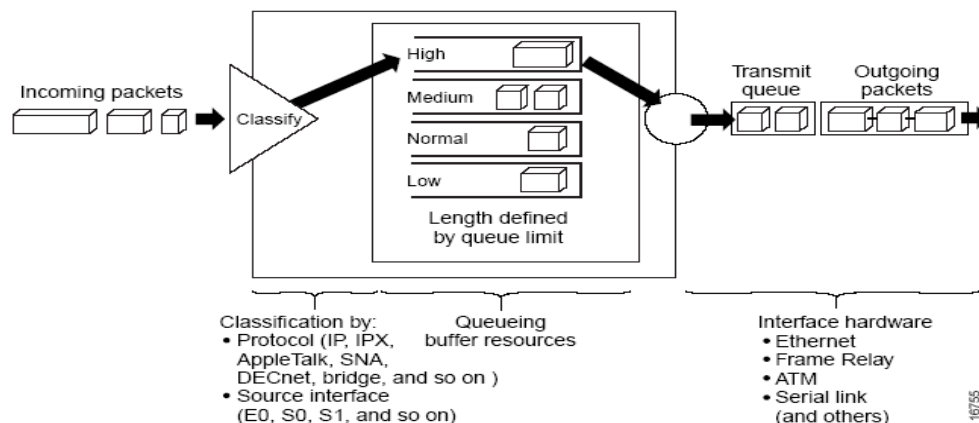 Incoming packets
Classify
High
Medium
Normal
Low
Length defined
by queue limit
Transmit
queue
Outgoing
packets
Classification by:
• Protocol (IP, IPX,
AppleTalk, SNA,
DECnet, bridge, and so on )
• Source interface
(E0, S0, S1, and so on)
Queueing
buffer resources
Interface hardware
• Ethernet
• Frame Relay
• ATM
• Serial link
(and others)
16755